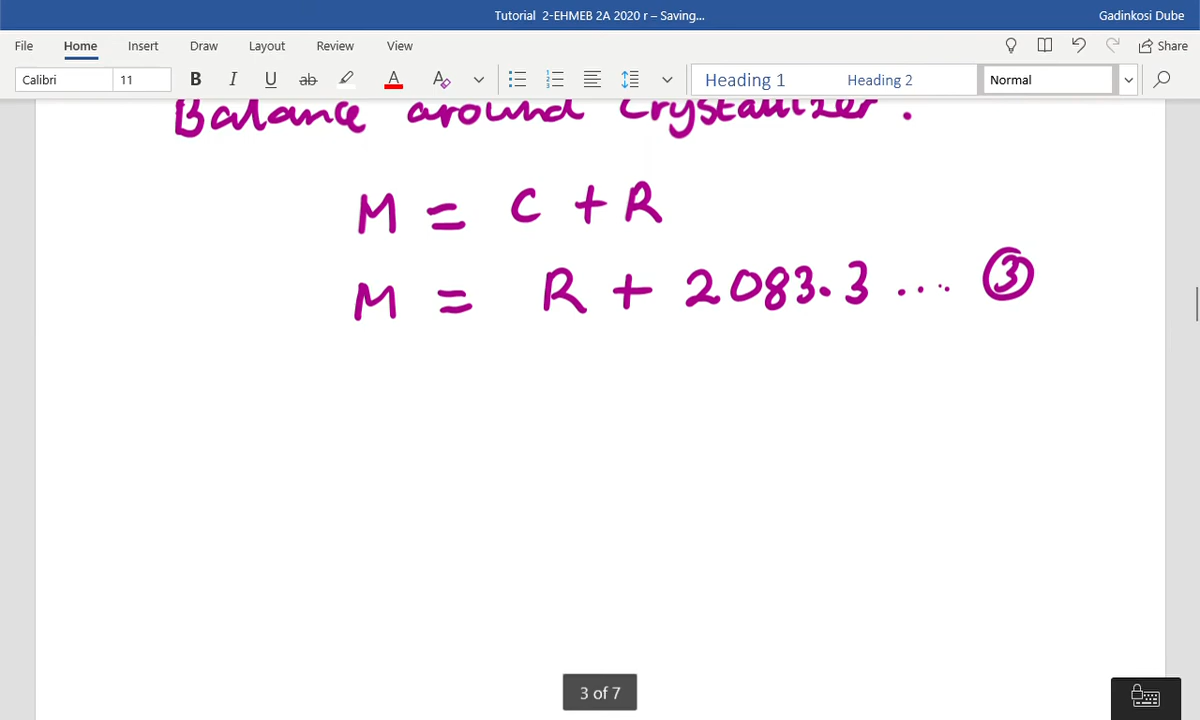 Tutorial 2-EHMEB 2A 2020 r – Saving...
Gadinkosi Dube
File Home Insert Draw Layout Review View
Share
Calibri 11 B I U ab A A Heading 1 Heading 2 Normal
Balance around Crystallizer.
M = C + R
M = R + 2083.3 .... ③
3 of 7